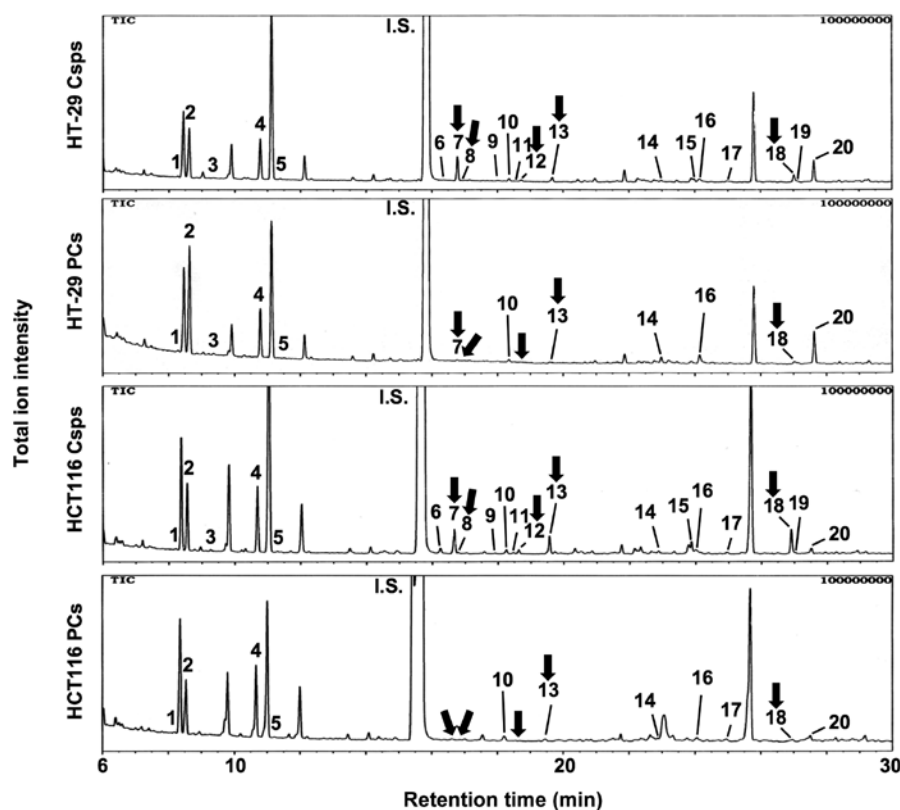 Total ion intensity
HT-29 Csps
TIC I.S. 100000000
1 2 3 4 5 6 7 8 9 10 11 12 13 14 15 16 17 18 19 20
HT-29 PCs
TIC I.S. 100000000
1 2 3 4 5 7 10 13 14 16 18 20
HCT116 Csps
TIC I.S. 100000000
1 2 3 4 5 6 7 8 9 10 11 12 13 14 15 16 17 18 19 20
HCT116 PCs
TIC I.S. 100000000
1 2 4 5 10 13 14 16 17 18 20
6 10 20 30
Retention time (min)